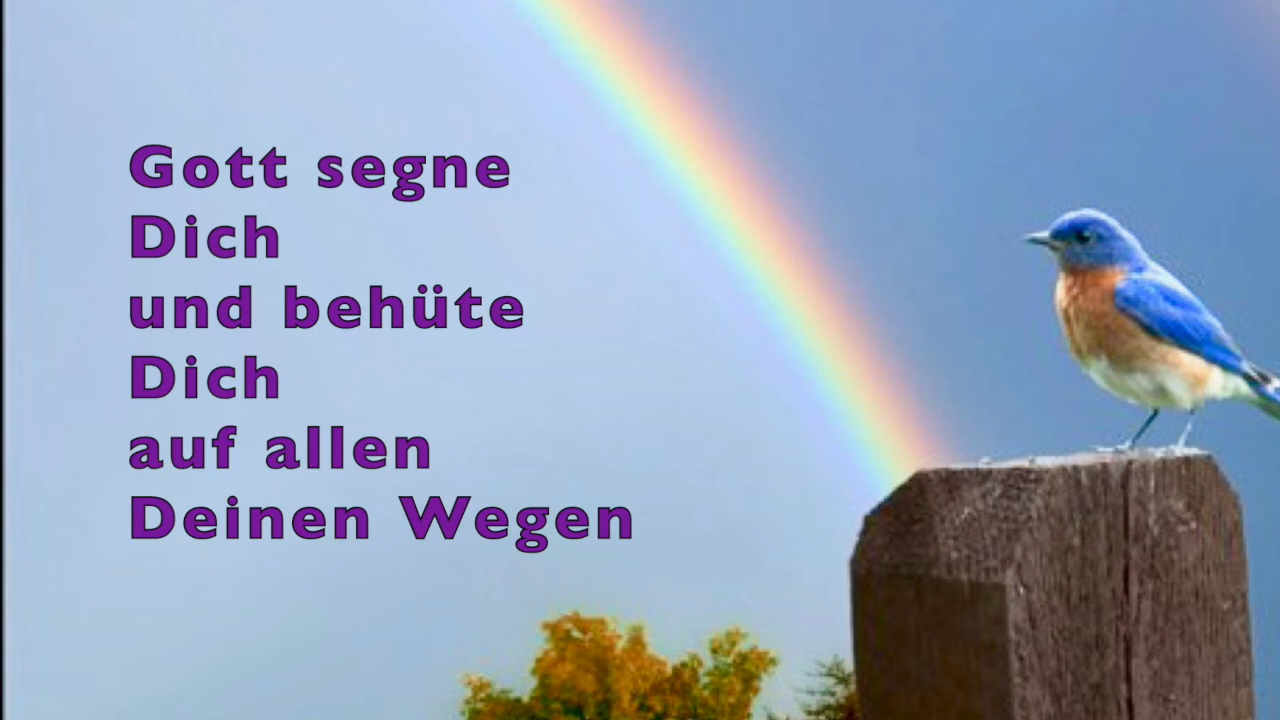 Gott segne
Dich
und behüte
Dich
auf allen
Deinen Wegen